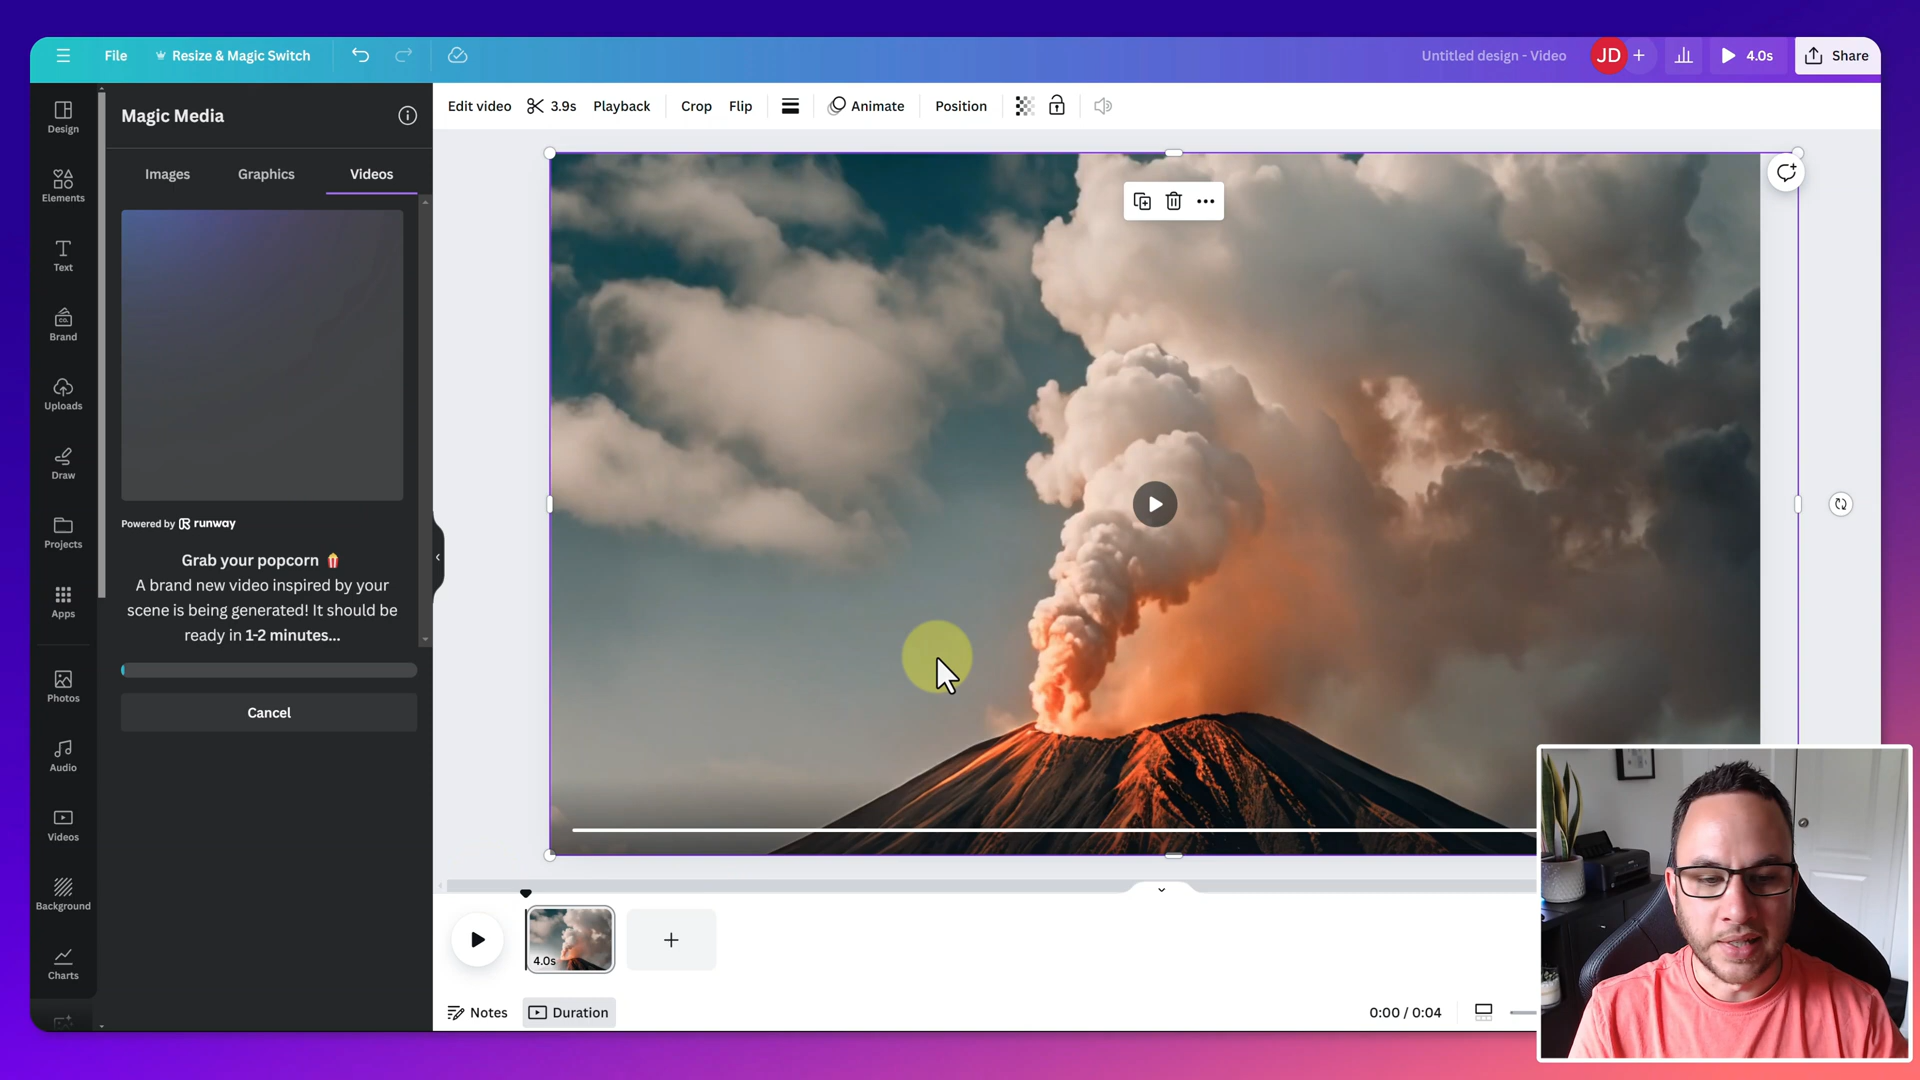 File
Resize & Magic Switch
Untitled design - Video
JD
4.0s
Share
Design
Elements
Text
Brand
Uploads
Draw
Projects
Apps
Photos
Audio
Videos
Background
Charts
Magic Media
Images
Graphics
Videos
Powered by runway
Grab your popcorn 🍿
A brand new video inspired by your
scene is being generated! It should be
ready in 1-2 minutes...
Cancel
Edit video
3.9s
Playback
Crop
Flip
Animate
Position
4.0s
Notes
Duration
0:00 / 0:04